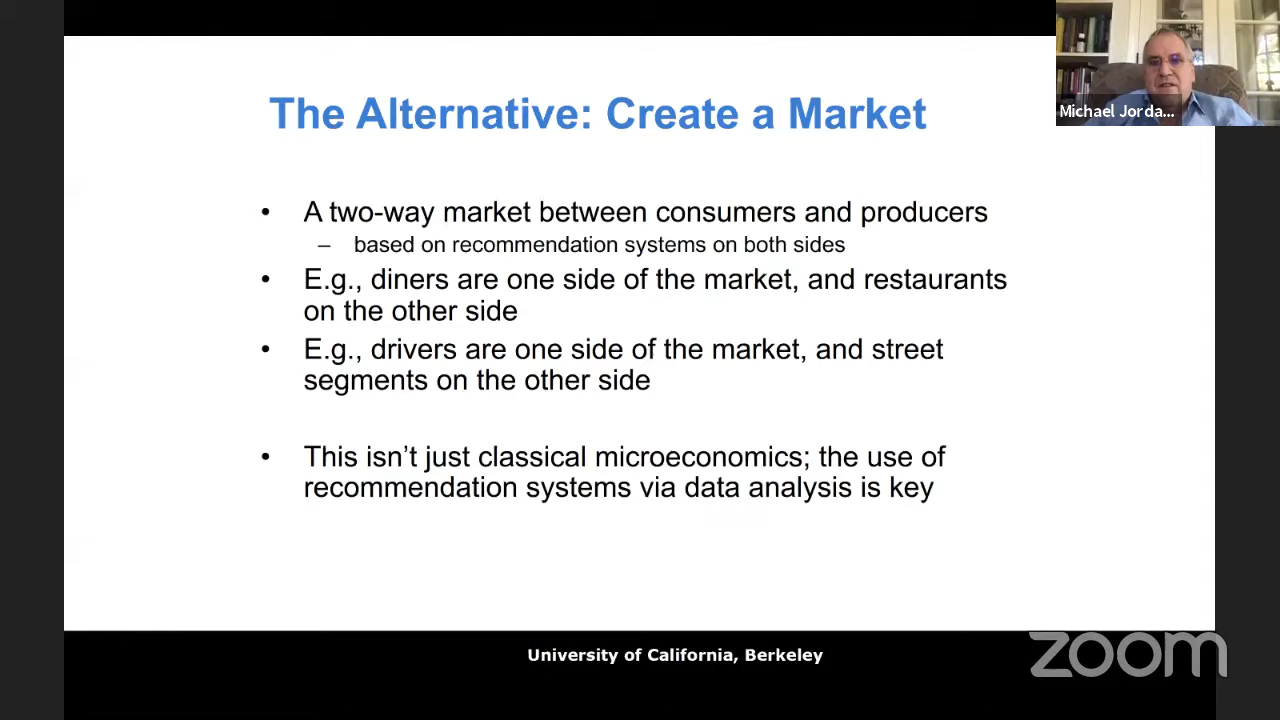 The Alternative: Create a Market
Michael Jorda...
• A two-way market between consumers and producers
– based on recommendation systems on both sides
• E.g., diners are one side of the market, and restaurants
on the other side
• E.g., drivers are one side of the market, and street
segments on the other side
• This isn’t just classical microeconomics; the use of
recommendation systems via data analysis is key
University of California, Berkeley
zoom